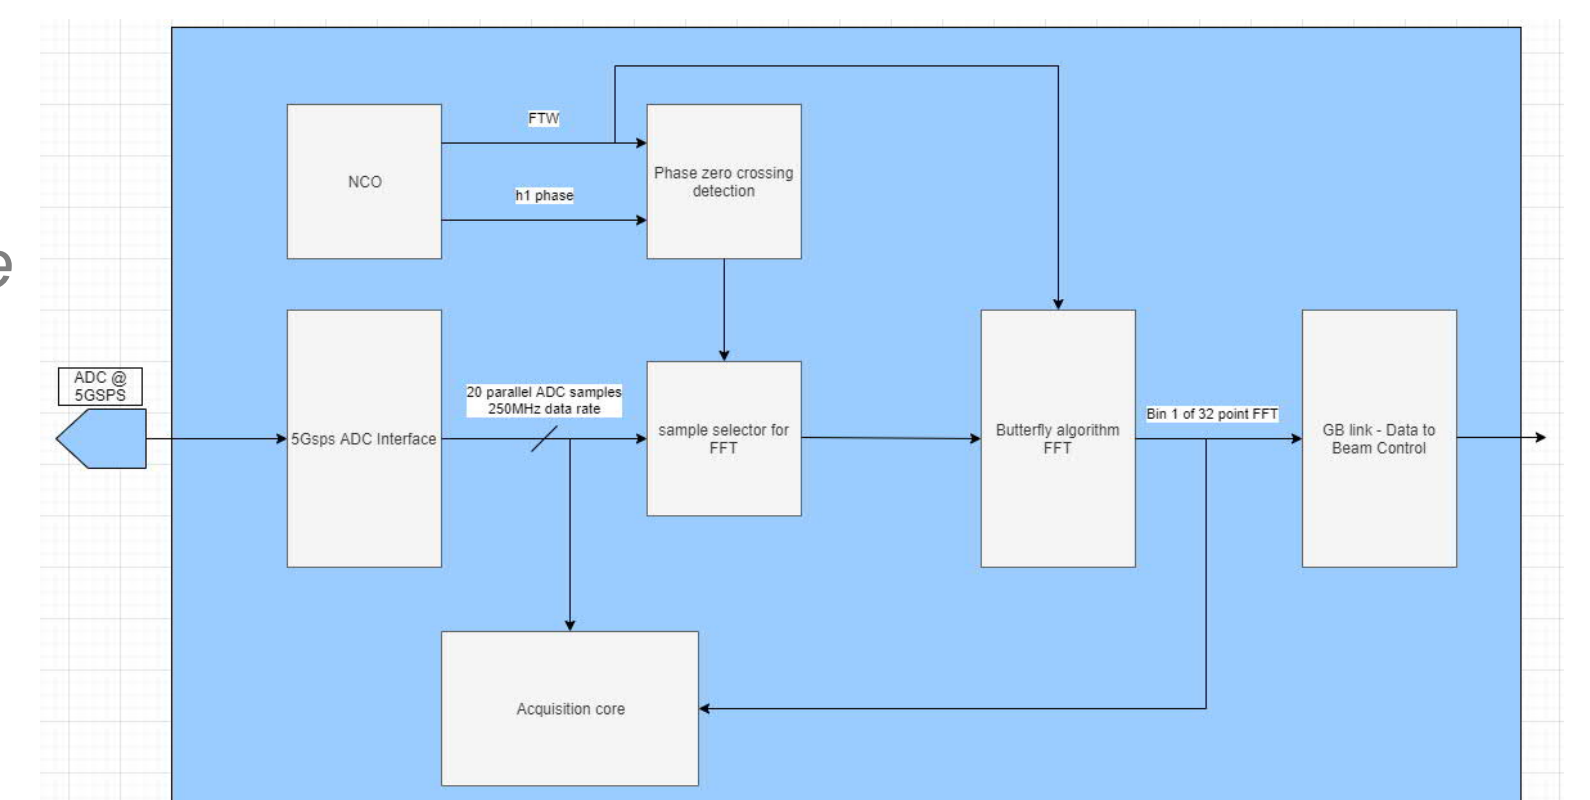 FTW
NCO
h1 phase
Phase zero crossing
detection
e
ADC @
5GSPS
5Gsps ADC Interface
20 parallel ADC samples
250MHz data rate
sample selector for
FFT
Butterfly algorithm
FFT
Bin 1 of 32 point FFT
GB link - Data to
Beam Control
Acquisition core